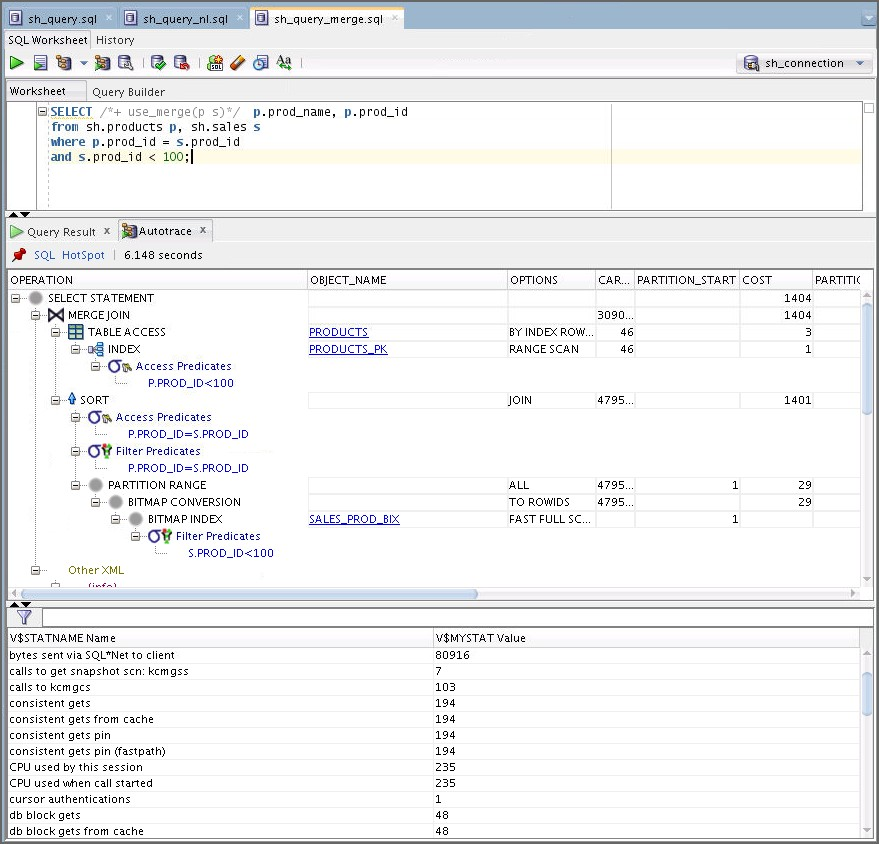 sh_query.sql × sh_query_nl.sql × sh_query_merge.sql ×
SQL Worksheet History
sh_connection
Worksheet Query Builder
SELECT /*+ use_merge(p s)*/  p.prod_name, p.prod_id
from sh.products p, sh.sales s
where p.prod_id = s.prod_id
and s.prod_id < 100;
Query Result × Autotrace ×
SQL HotSpot | 6.148 seconds
OPERATION OBJECT_NAME OPTIONS CAR... PARTITION_START COST PARTITIO
SELECT STATEMENT 1404
MERGE JOIN 3090... 1404
TABLE ACCESS PRODUCTS BY INDEX ROW... 46 3
INDEX PRODUCTS_PK RANGE SCAN 46 1
Access Predicates
P.PROD_ID<100
SORT JOIN 4795... 1401
Access Predicates
P.PROD_ID=S.PROD_ID
Filter Predicates
P.PROD_ID=S.PROD_ID
PARTITION RANGE ALL 4795... 1 29
BITMAP CONVERSION TO ROWIDS 4795... 29
BITMAP INDEX SALES_PROD_BIX FAST FULL SC... 1
Filter Predicates
S.PROD_ID<100
Other XML
{info}
V$STATNAME Name V$MYSTAT Value
bytes sent via SQL*Net to client 80916
calls to get snapshot scn: kcmgss 7
calls to kcmgcs 103
consistent gets 194
consistent gets from cache 194
consistent gets pin 194
consistent gets pin (fastpath) 194
CPU used by this session 235
CPU used when call started 235
cursor authentications 1
db block gets 48
db block gets from cache 48